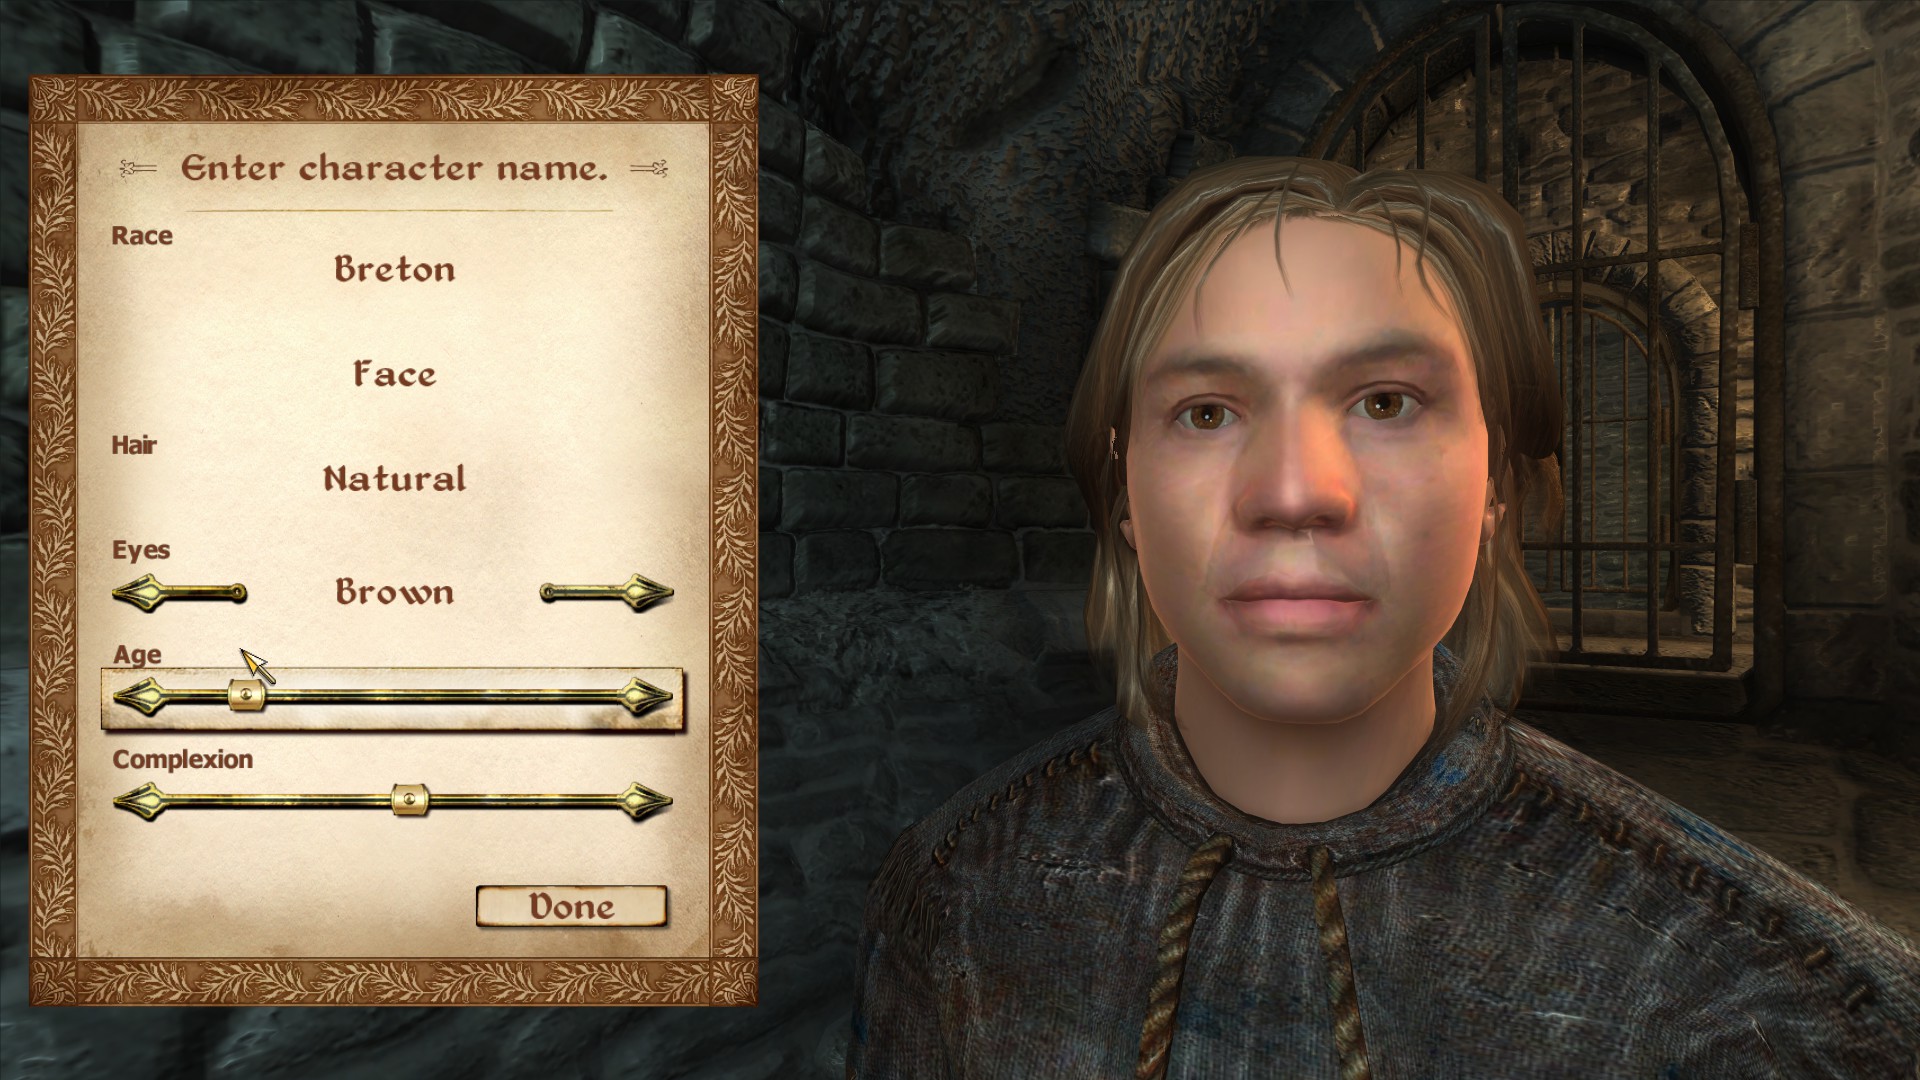 Enter character name.
Race
Breton
Face
Hair
Natural
Eyes
Brown
Age
Complexion
Done